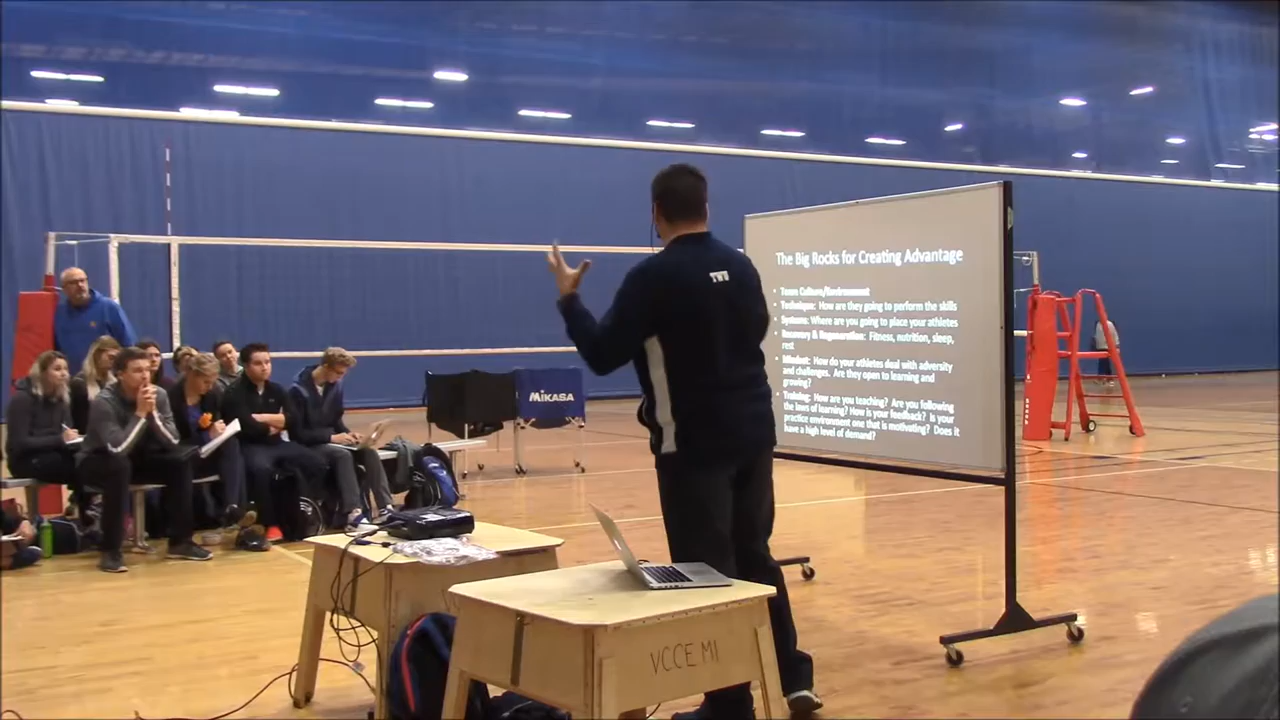 The Big Rocks for Creating Advantage
• Team Culture/Environment
• Technique: How are they going to perform the skills
• Systems: Where are you going to place your athletes
• Recovery & Regeneration: Fitness, nutrition, sleep,
rest
• Mindset: How do your athletes deal with adversity
and challenges. Are they open to learning and
growing?
• Training: How are you teaching? Are you following
the laws of learning? How is your feedback? Is your
practice environment one that is motivating? Does it
have a high level of demand?
MIKASA
VCCE MI